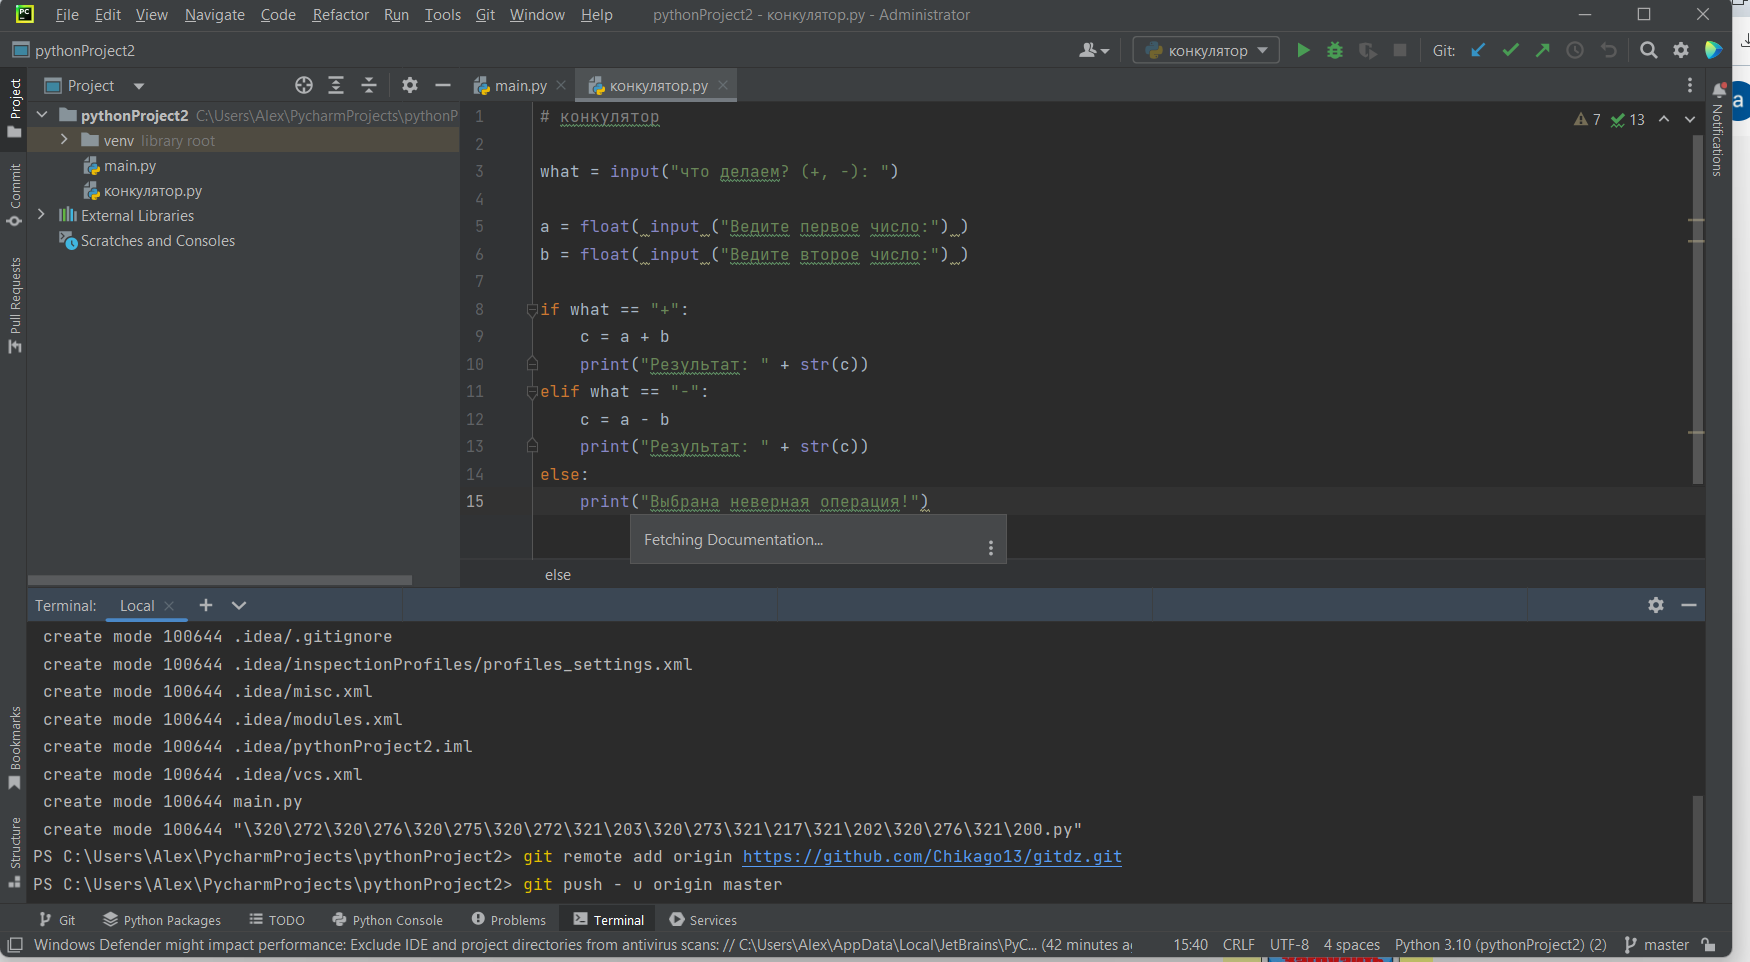 PC File Edit View Navigate Code Refactor Run Tools Git Window Help pythonProject2 - конкулятор.py - Administrator
pythonProject2 конкулятор Git:
Project main.py конкулятор.py
pythonProject2 C:\Users\Alex\PycharmProjects\pythonP
venv library root
main.py
конкулятор.py
External Libraries
Scratches and Consoles
Project
Commit
Pull Requests
Bookmarks
Structure
Notifications
7 13
a
1 # конкулятор
2
3 what = input("что делаем? (+, -): ")
4
5 a = float( input ("Ведите первое число:") )
6 b = float( input ("Ведите второе число:") )
7
8 if what == "+":
9 c = a + b
10 print("Результат: " + str(c))
11 elif what == "-":
12 c = a - b
13 print("Результат: " + str(c))
14 else:
15 print("Выбрана неверная операция!")
Fetching Documentation...
else
Terminal: Local
create mode 100644 .idea/.gitignore
create mode 100644 .idea/inspectionProfiles/profiles_settings.xml
create mode 100644 .idea/misc.xml
create mode 100644 .idea/modules.xml
create mode 100644 .idea/pythonProject2.iml
create mode 100644 .idea/vcs.xml
create mode 100644 main.py
create mode 100644 "\320\272\320\276\320\275\320\272\321\203\320\273\321\217\321\202\320\276\321\200.py"
PS C:\Users\Alex\PycharmProjects\pythonProject2> git remote add origin https://github.com/Chikago13/gitdz.git
PS C:\Users\Alex\PycharmProjects\pythonProject2> git push - u origin master
Git Python Packages TODO Python Console Problems Terminal Services
Windows Defender might impact performance: Exclude IDE and project directories from antivirus scans: // C:\Users\Alex\AppData\Local\JetBrains\PyC... (42 minutes a 15:40 CRLF UTF-8 4 spaces Python 3.10 (pythonProject2) (2) master